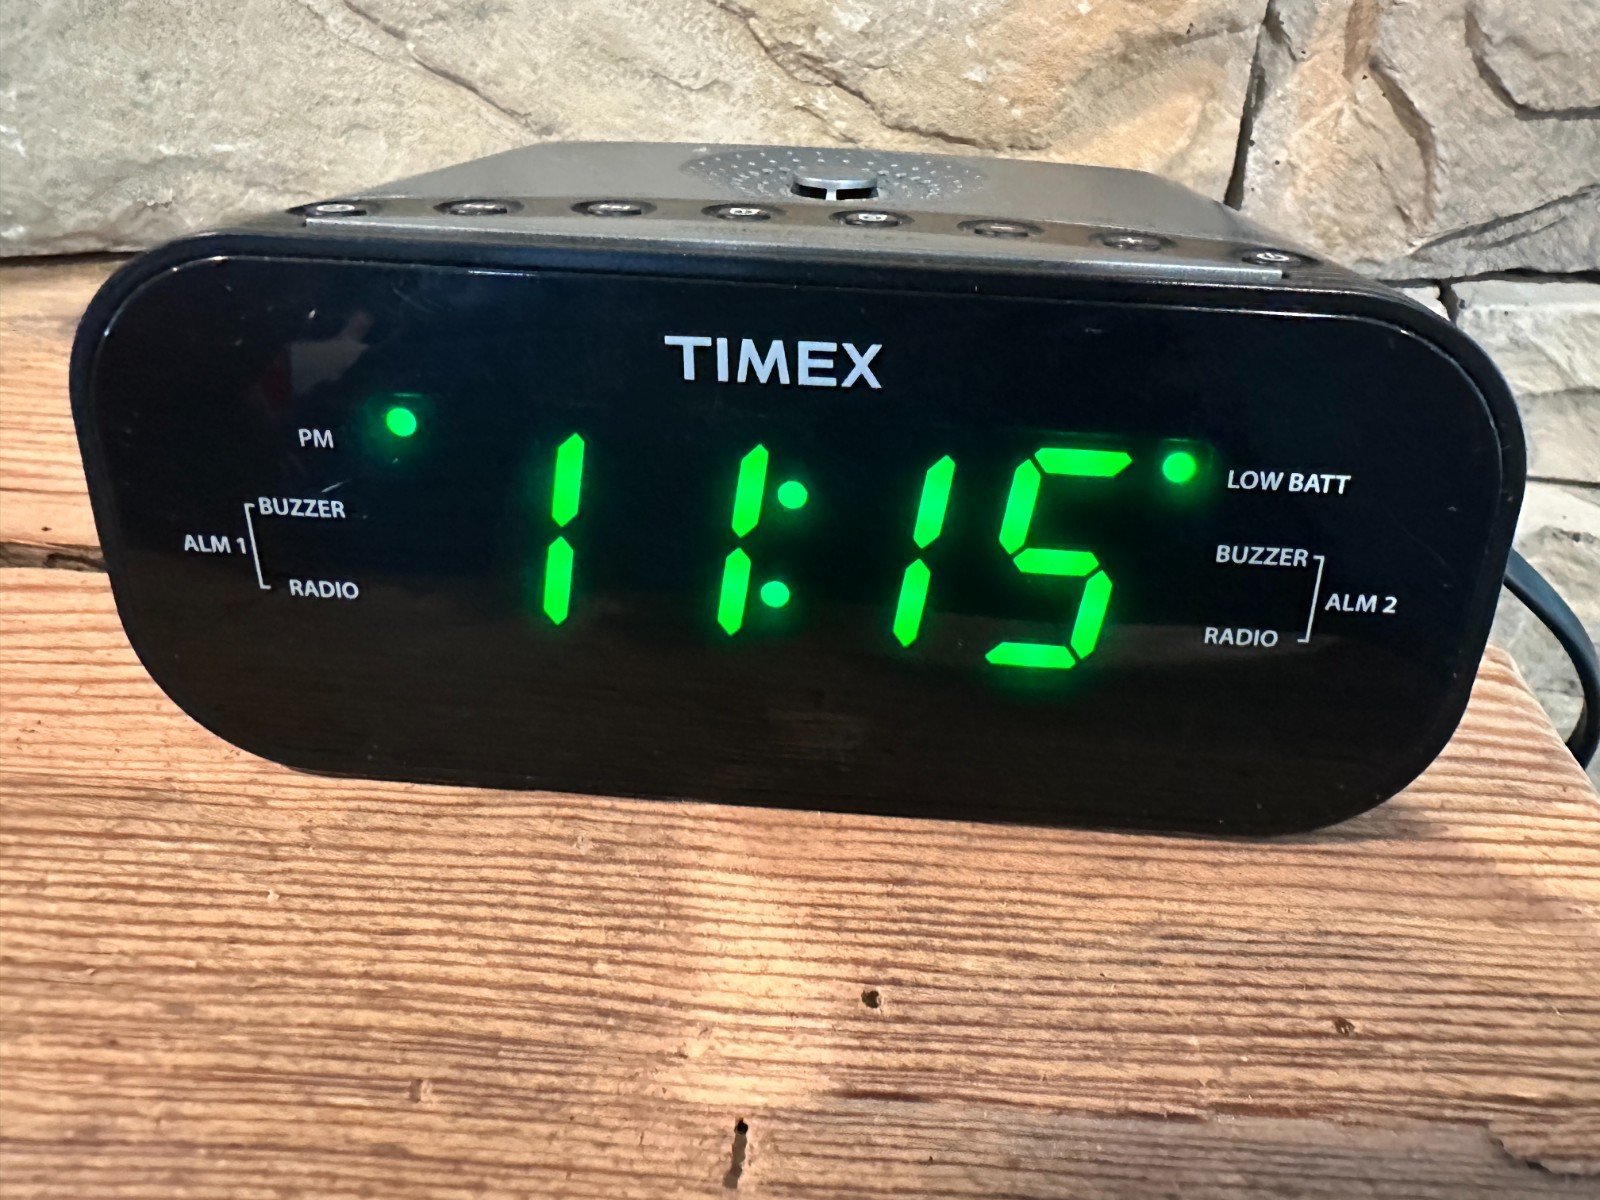 TIMEX
11:15
PM
BUZZER
ALM 1
RADIO
LOW BATT
BUZZER
ALM 2
RADIO